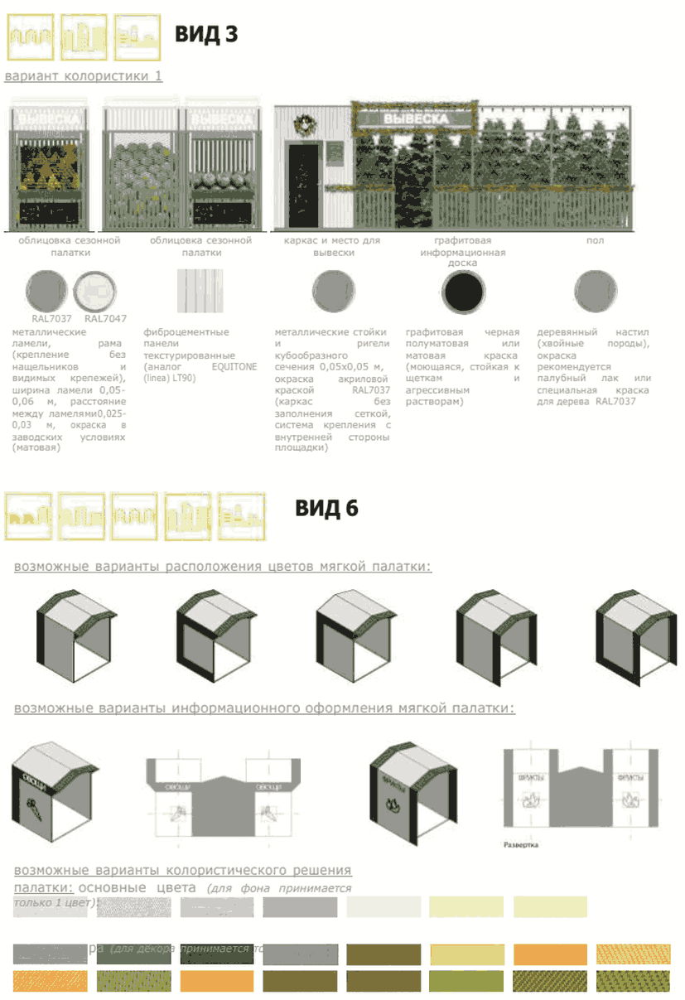 ВИД 3
вариант колористики 1
ВЫВЕСКА
ВЫВЕСКА
ВЫВЕСКА
облицовка сезонной
палатки
облицовка сезонной
палатки
каркас и место для
вывески
графитовая
информационная
доска
пол
RAL7037 RAL7047
металлические
ламели, рама
(крепление без
нащельников и
видимых крепежей),
ширина ламели 0,05-
0,06 м, расстояние
между ламелями0,025-
0,03 м, окраска в
заводских условиях
(матовая)
фиброцементные
панели
текстурированные
(аналог EQUITONE
(linea) LT90)
металлические стойки
и ригели
кубообразного
сечения 0,05х0,05 м,
окраска акриловой
краской RAL7037
(каркас без
заполнения сеткой,
система крепления с
внутренней стороны
площадки)
графитовая черная
полуматовая или
матовая краска
(моющаяся, стойкая к
щеткам и
агрессивным
растворам)
деревянный настил
(хвойные породы),
окраска
рекомендуется
палубный лак или
специальная краска
для дерева RAL7037
ВИД 6
возможные варианты расположения цветов мягкой палатки:
возможные варианты информационного оформления мягкой палатки:
ОВОЩИ
ОВОЩИ
ОВОЩИ
ФРУКТЫ
ФРУКТЫ
ФРУКТЫ
Развертка
возможные варианты колористического решения
палатки: основные цвета (для фона принимается
только 1 цвет):
ра (для декора принимается то